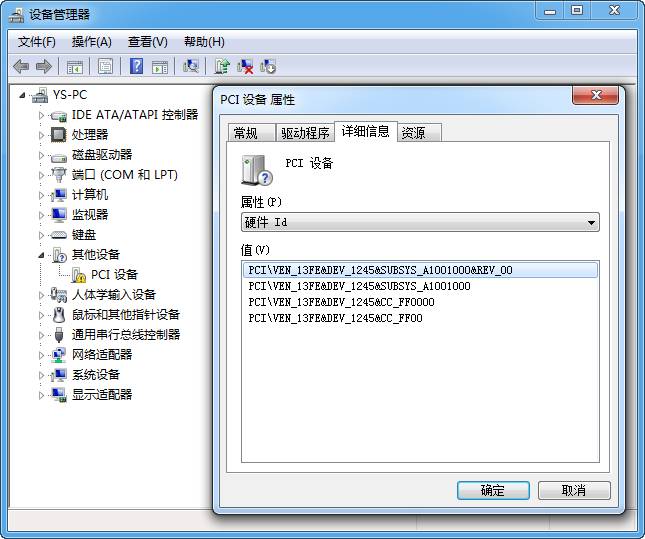 设备管理器
文件(F) 操作(A) 查看(V) 帮助(H)
YS-PC
IDE ATA/ATAPI 控制器
处理器
磁盘驱动器
端口 (COM 和 LPT)
计算机
监视器
键盘
其他设备
PCI 设备
人体学输入设备
鼠标和其他指针设备
通用串行总线控制器
网络适配器
系统设备
显示适配器
PCI 设备 属性
常规 驱动程序 详细信息 资源
PCI 设备
属性(P)
硬件 Id
值(V)
PCI\VEN_13FE&DEV_1245&SUBSYS_A1001000&REV_00
PCI\VEN_13FE&DEV_1245&SUBSYS_A1001000
PCI\VEN_13FE&DEV_1245&CC_FF0000
PCI\VEN_13FE&DEV_1245&CC_FF00
确定 取消